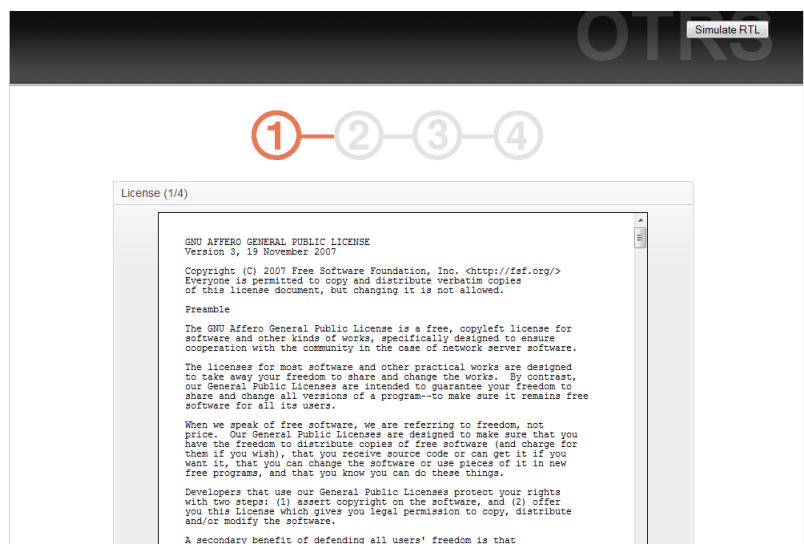 OTRS
Simulate RTL
1 2 3 4
License (1/4)
GNU AFFERO GENERAL PUBLIC LICENSE
Version 3, 19 November 2007
Copyright (C) 2007 Free Software Foundation, Inc. <http://fsf.org/>
Everyone is permitted to copy and distribute verbatim copies
of this license document, but changing it is not allowed.
Preamble
The GNU Affero General Public License is a free, copyleft license for
software and other kinds of works, specifically designed to ensure
cooperation with the community in the case of network server software.
The licenses for most software and other practical works are designed
to take away your freedom to share and change the works.  By contrast,
our General Public Licenses are intended to guarantee your freedom to
share and change all versions of a program--to make sure it remains free
software for all its users.
When we speak of free software, we are referring to freedom, not
price.  Our General Public Licenses are designed to make sure that you
have the freedom to distribute copies of free software (and charge for
them if you wish), that you receive source code or can get it if you
want it, that you can change the software or use pieces of it in new
free programs, and that you know you can do these things.
Developers that use our General Public Licenses protect your rights
with two steps: (1) assert copyright on the software, and (2) offer
you this License which gives you legal permission to copy, distribute
and/or modify the software.
A secondary benefit of defending all users' freedom is that